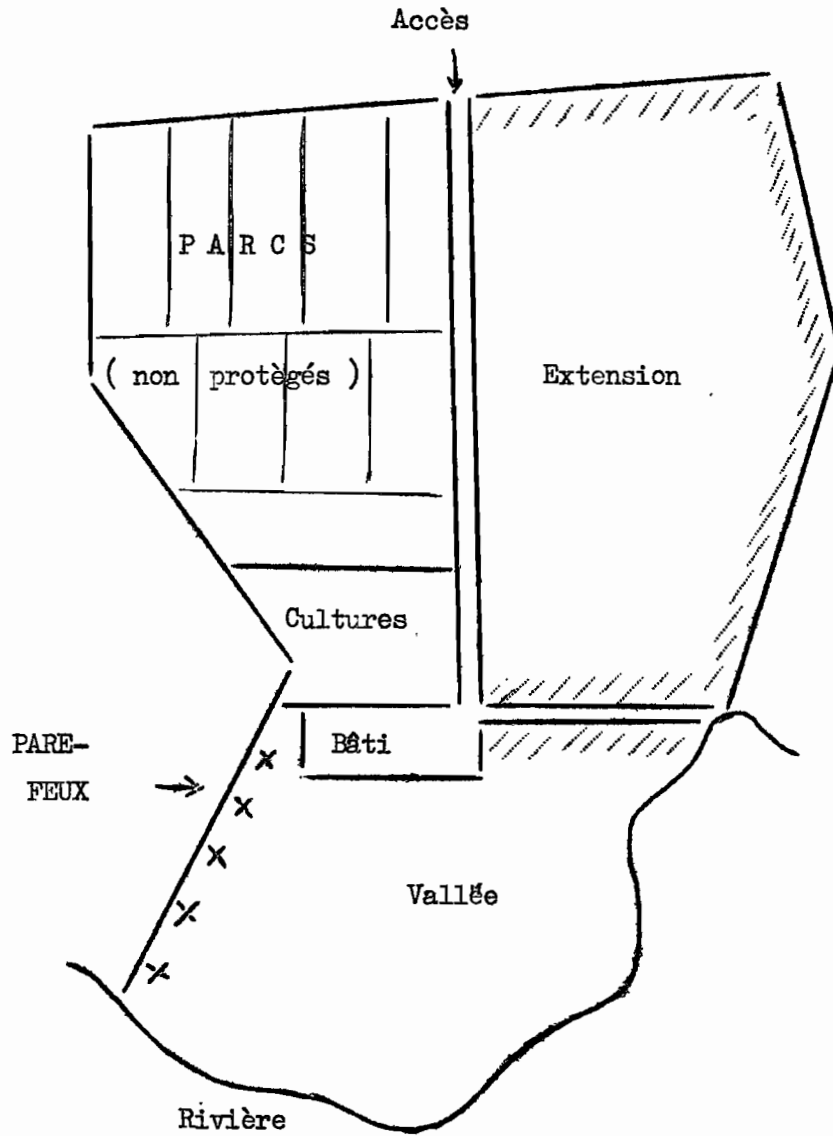 Accès
P A R C S
( non protègés )
Extension
Cultures
PARE-
FEUX
Bâti
Vallée
Rivière